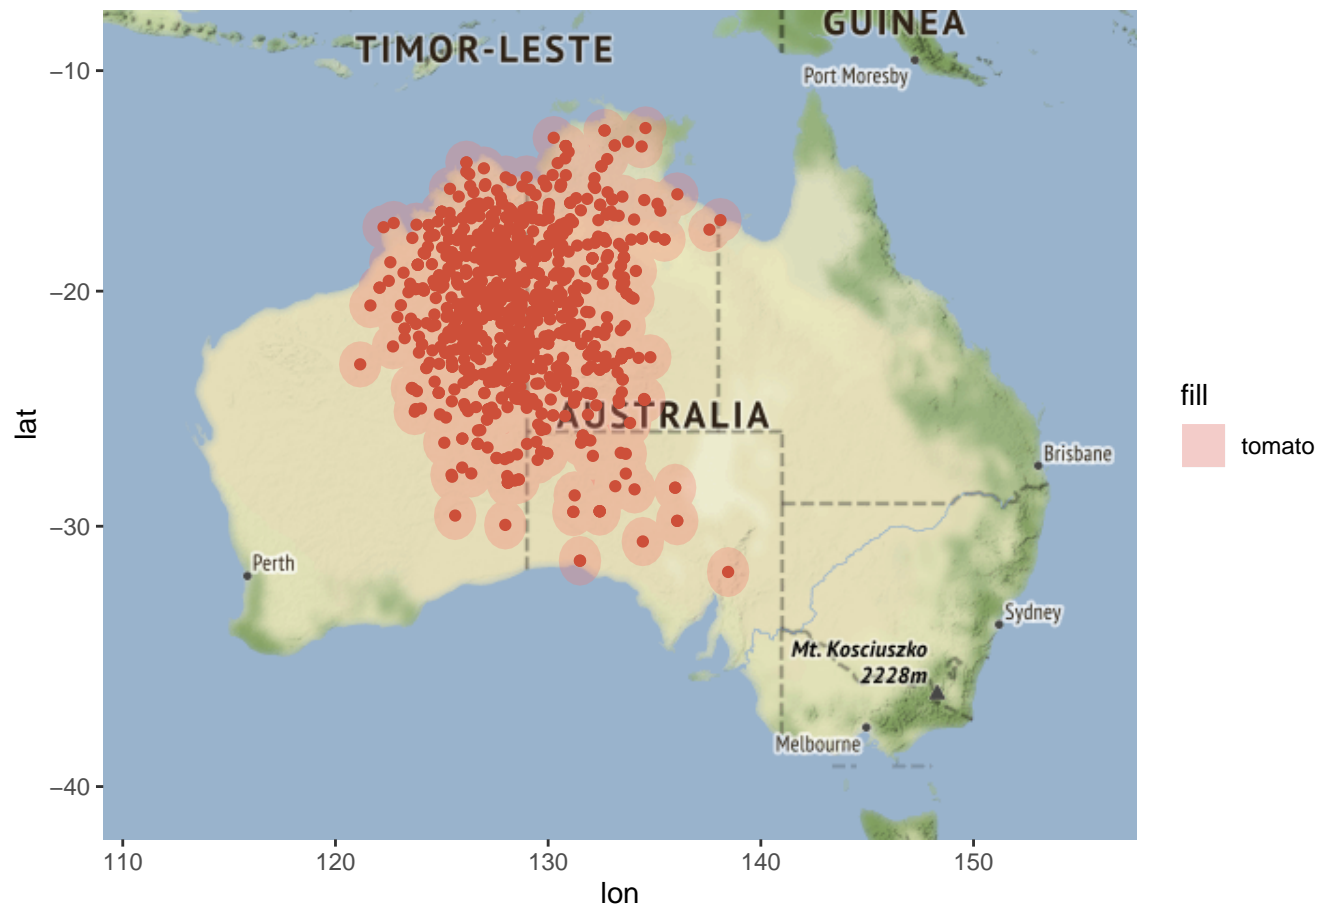 GUINEA
TIMOR-LESTE
Port Moresby
−10
−20
−30
−40
lat
AUSTRALIA
Brisbane
Perth
Sydney
Mt. Kosciuszko
2228m
Melbourne
110
120
130
140
150
lon
fill
tomato